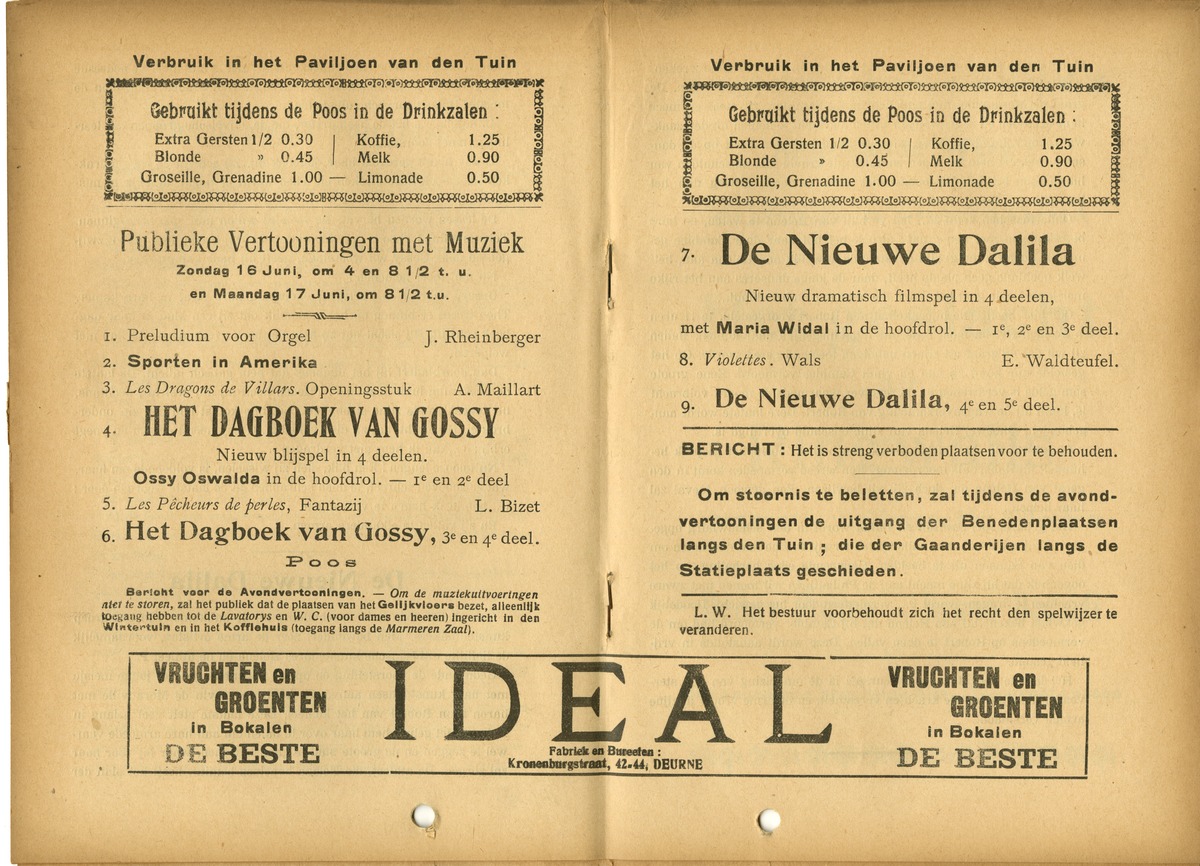 Verbruik in het Paviljoen van den Tuin
Gebruikt tijdens de Poos in de Drinkzalen :
Extra Gersten 1/2 0.30 | Koffie, 1.25
Blonde » 0.45 | Melk 0.90
Groseille, Grenadine 1.00 — Limonade 0.50
Publieke Vertooningen met Muziek
Zondag 16 Juni, om 4 en 8 1/2 t. u.
en Maandag 17 Juni, om 8 1/2 t.u.
1. Preludium voor Orgel J. Rheinberger
2. Sporten in Amerika
3. Les Dragons de Villars. Openingsstuk A. Maillart
4. HET DAGBOEK VAN GOSSY
Nieuw blijspel in 4 deelen.
Ossy Oswalda in de hoofdrol. — 1e en 2e deel
5. Les Pêcheurs de perles, Fantazij L. Bizet
6. Het Dagboek van Gossy, 3e en 4e deel.
Poos
Bericht voor de Avondvertooningen. — Om de muziekuitvoeringen
niet te storen, zal het publiek dat de plaatsen van het Gelijkvloers bezet, alleenlijk
toegang hebben tot de Lavatorys en W. C. (voor dames en heeren) ingericht in den
Wintertuin en in het Koffiehuis (toegang langs de Marmeren Zaal).
Verbruik in het Paviljoen van den Tuin
Gebruikt tijdens de Poos in de Drinkzalen :
Extra Gersten 1/2 0.30 | Koffie, 1.25
Blonde » 0.45 | Melk 0.90
Groseille, Grenadine 1.00 — Limonade 0.50
7. De Nieuwe Dalila
Nieuw dramatisch filmspel in 4 deelen,
met Maria Widal in de hoofdrol. — 1e, 2e en 3e deel.
8. Violettes. Wals E. Waldteufel.
9. De Nieuwe Dalila, 4e en 5e deel.
BERICHT : Het is streng verboden plaatsen voor te behouden.
Om stoornis te beletten, zal tijdens de avond-
vertooningen de uitgang der Benedenplaatsen
langs den Tuin ; die der Gaanderijen langs de
Statieplaats geschieden.
L. W. Het bestuur voorbehoudt zich het recht den spelwijzer te
veranderen.
VRUCHTEN en
GROENTEN
in Bokalen
DE BESTE
IDEAL
Fabriek en Bureelen :
Kronenburgstraat, 42-44, DEURNE
VRUCHTEN en
GROENTEN
in Bokalen
DE BESTE